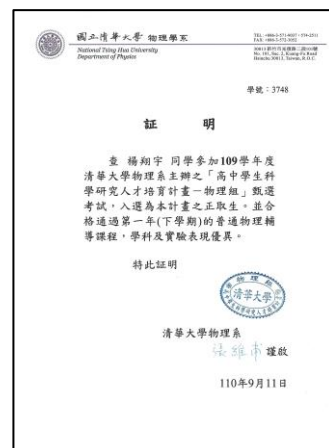 國立清華大學 物理學系
National Tsing Hua University
Department of Physics
學號：3748
証 明
查 楊翔宇 同學參加109學年度
清華大學物理系主辦之「高中學生科
學研究人才培育計畫－物理組」甄選
考試，入選為本計畫之正取生。並合
格通過第一年(下學期)的普通物理輔
導課程，學科及實驗表現優異。
特此証明
清華大學
清華大學物理系
張維甫 謹啟
110年9月11日